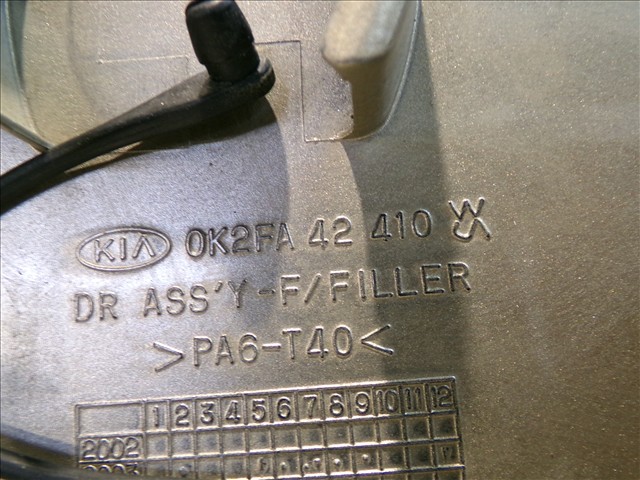 KIA 0K2FA 42 410
DR ASS'Y-F/FILLER
>PA6-T40<
1 2 3 4 5 6 7 8 9 10 11 12
2002
2003